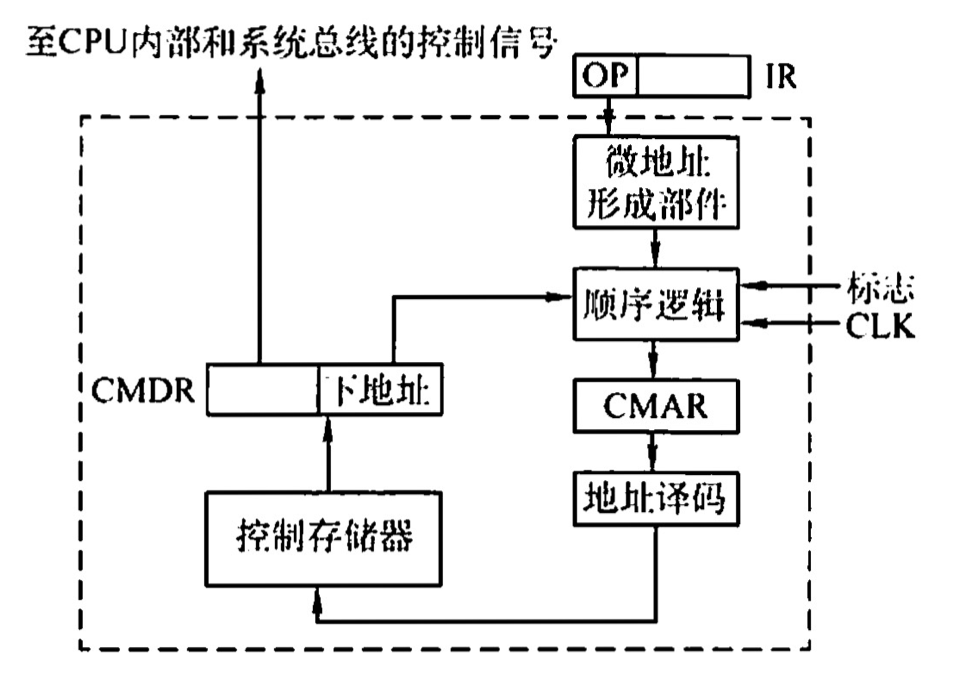 至CPU内部和系统总线的控制信号
OP
IR
微地址
形成部件
顺序逻辑
标志
CLK
CMDR
下地址
CMAR
地址译码
控制存储器